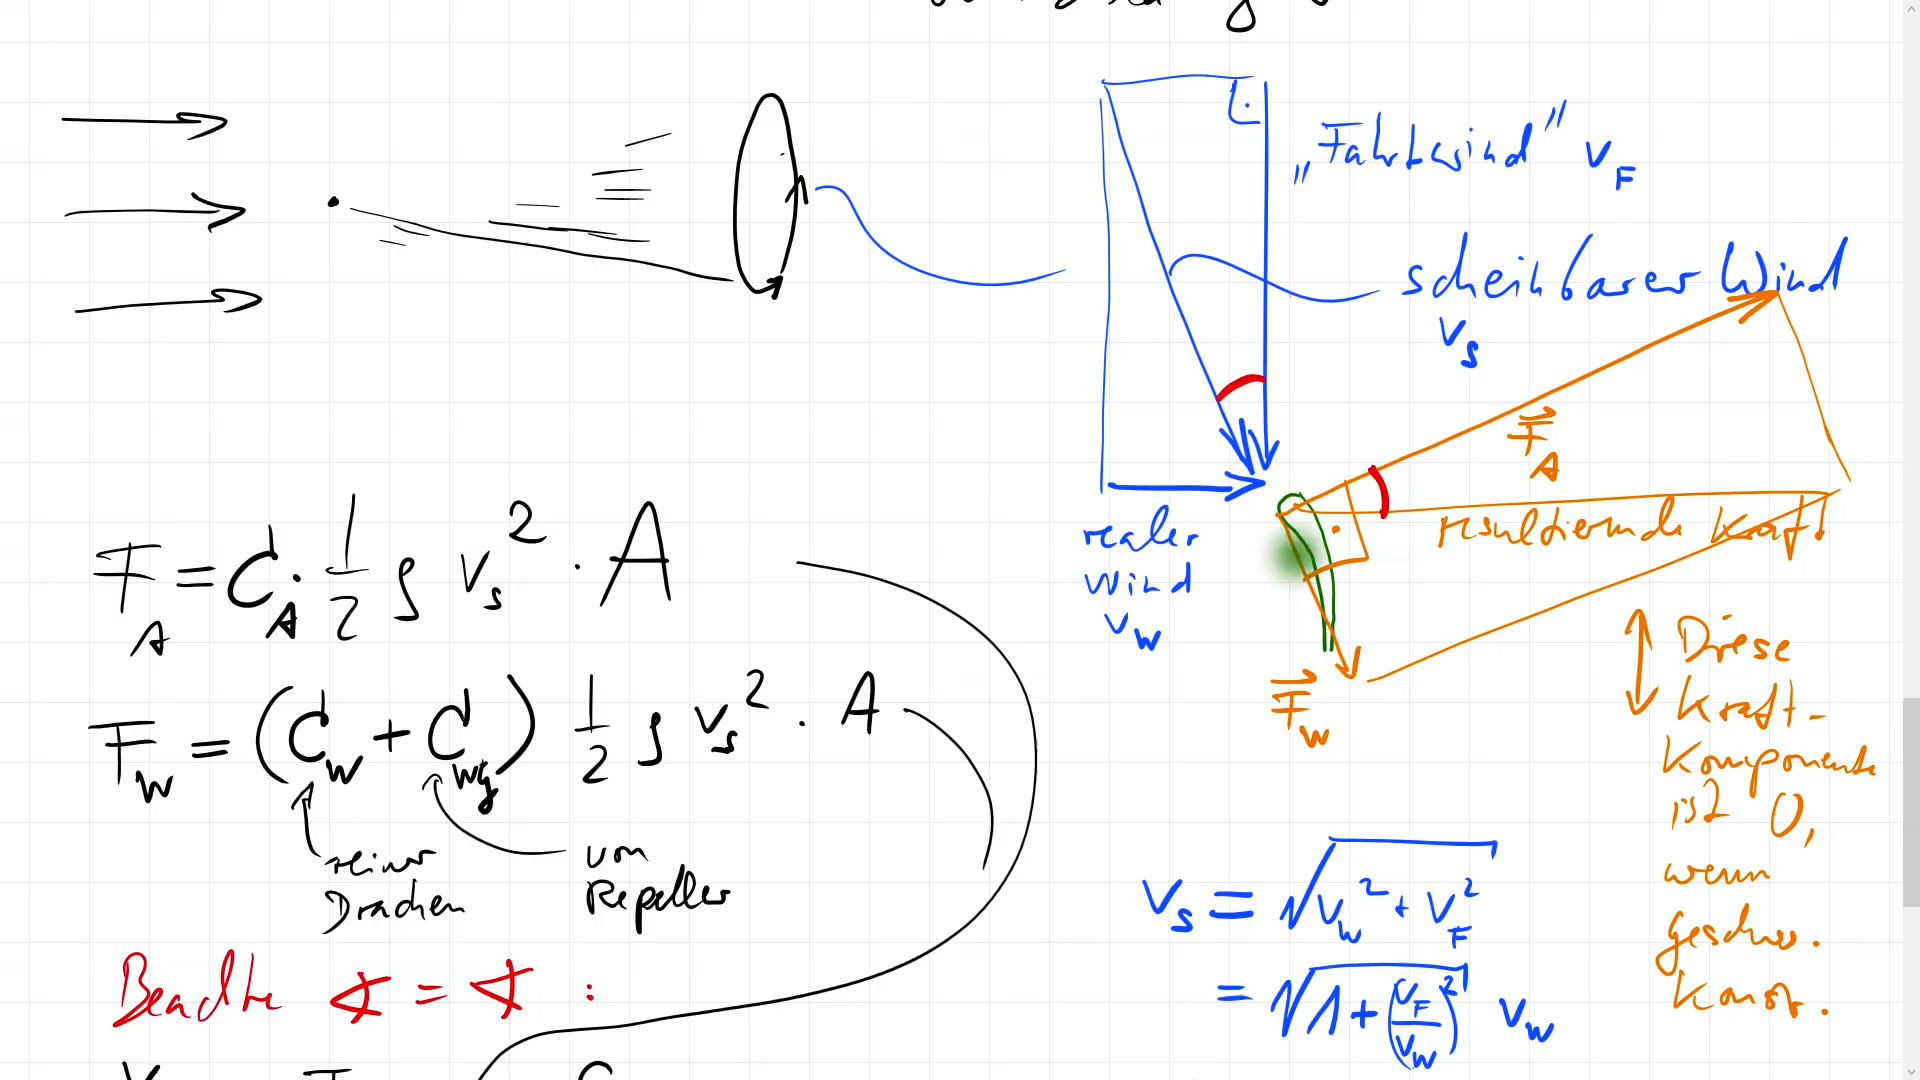 „Fahrtwind" v_F
scheinbarer Wind
v_s
F_A
realer
Wind
v_w
resultierende Kraft
F_w
Diese
Kraft-
komponente
ist 0,
wenn
geschw.
konst.
F_A = C_A · 1/2 ρ v_s² · A
F_w = (C_w + C_wg) 1/2 ρ v_s² · A
reiner
Drachen
von
Repeller
Beachte ∢ = ∢ :
v_s = √(v_w² + v_F²)
= √(1 + (v_F/v_w)²) v_w